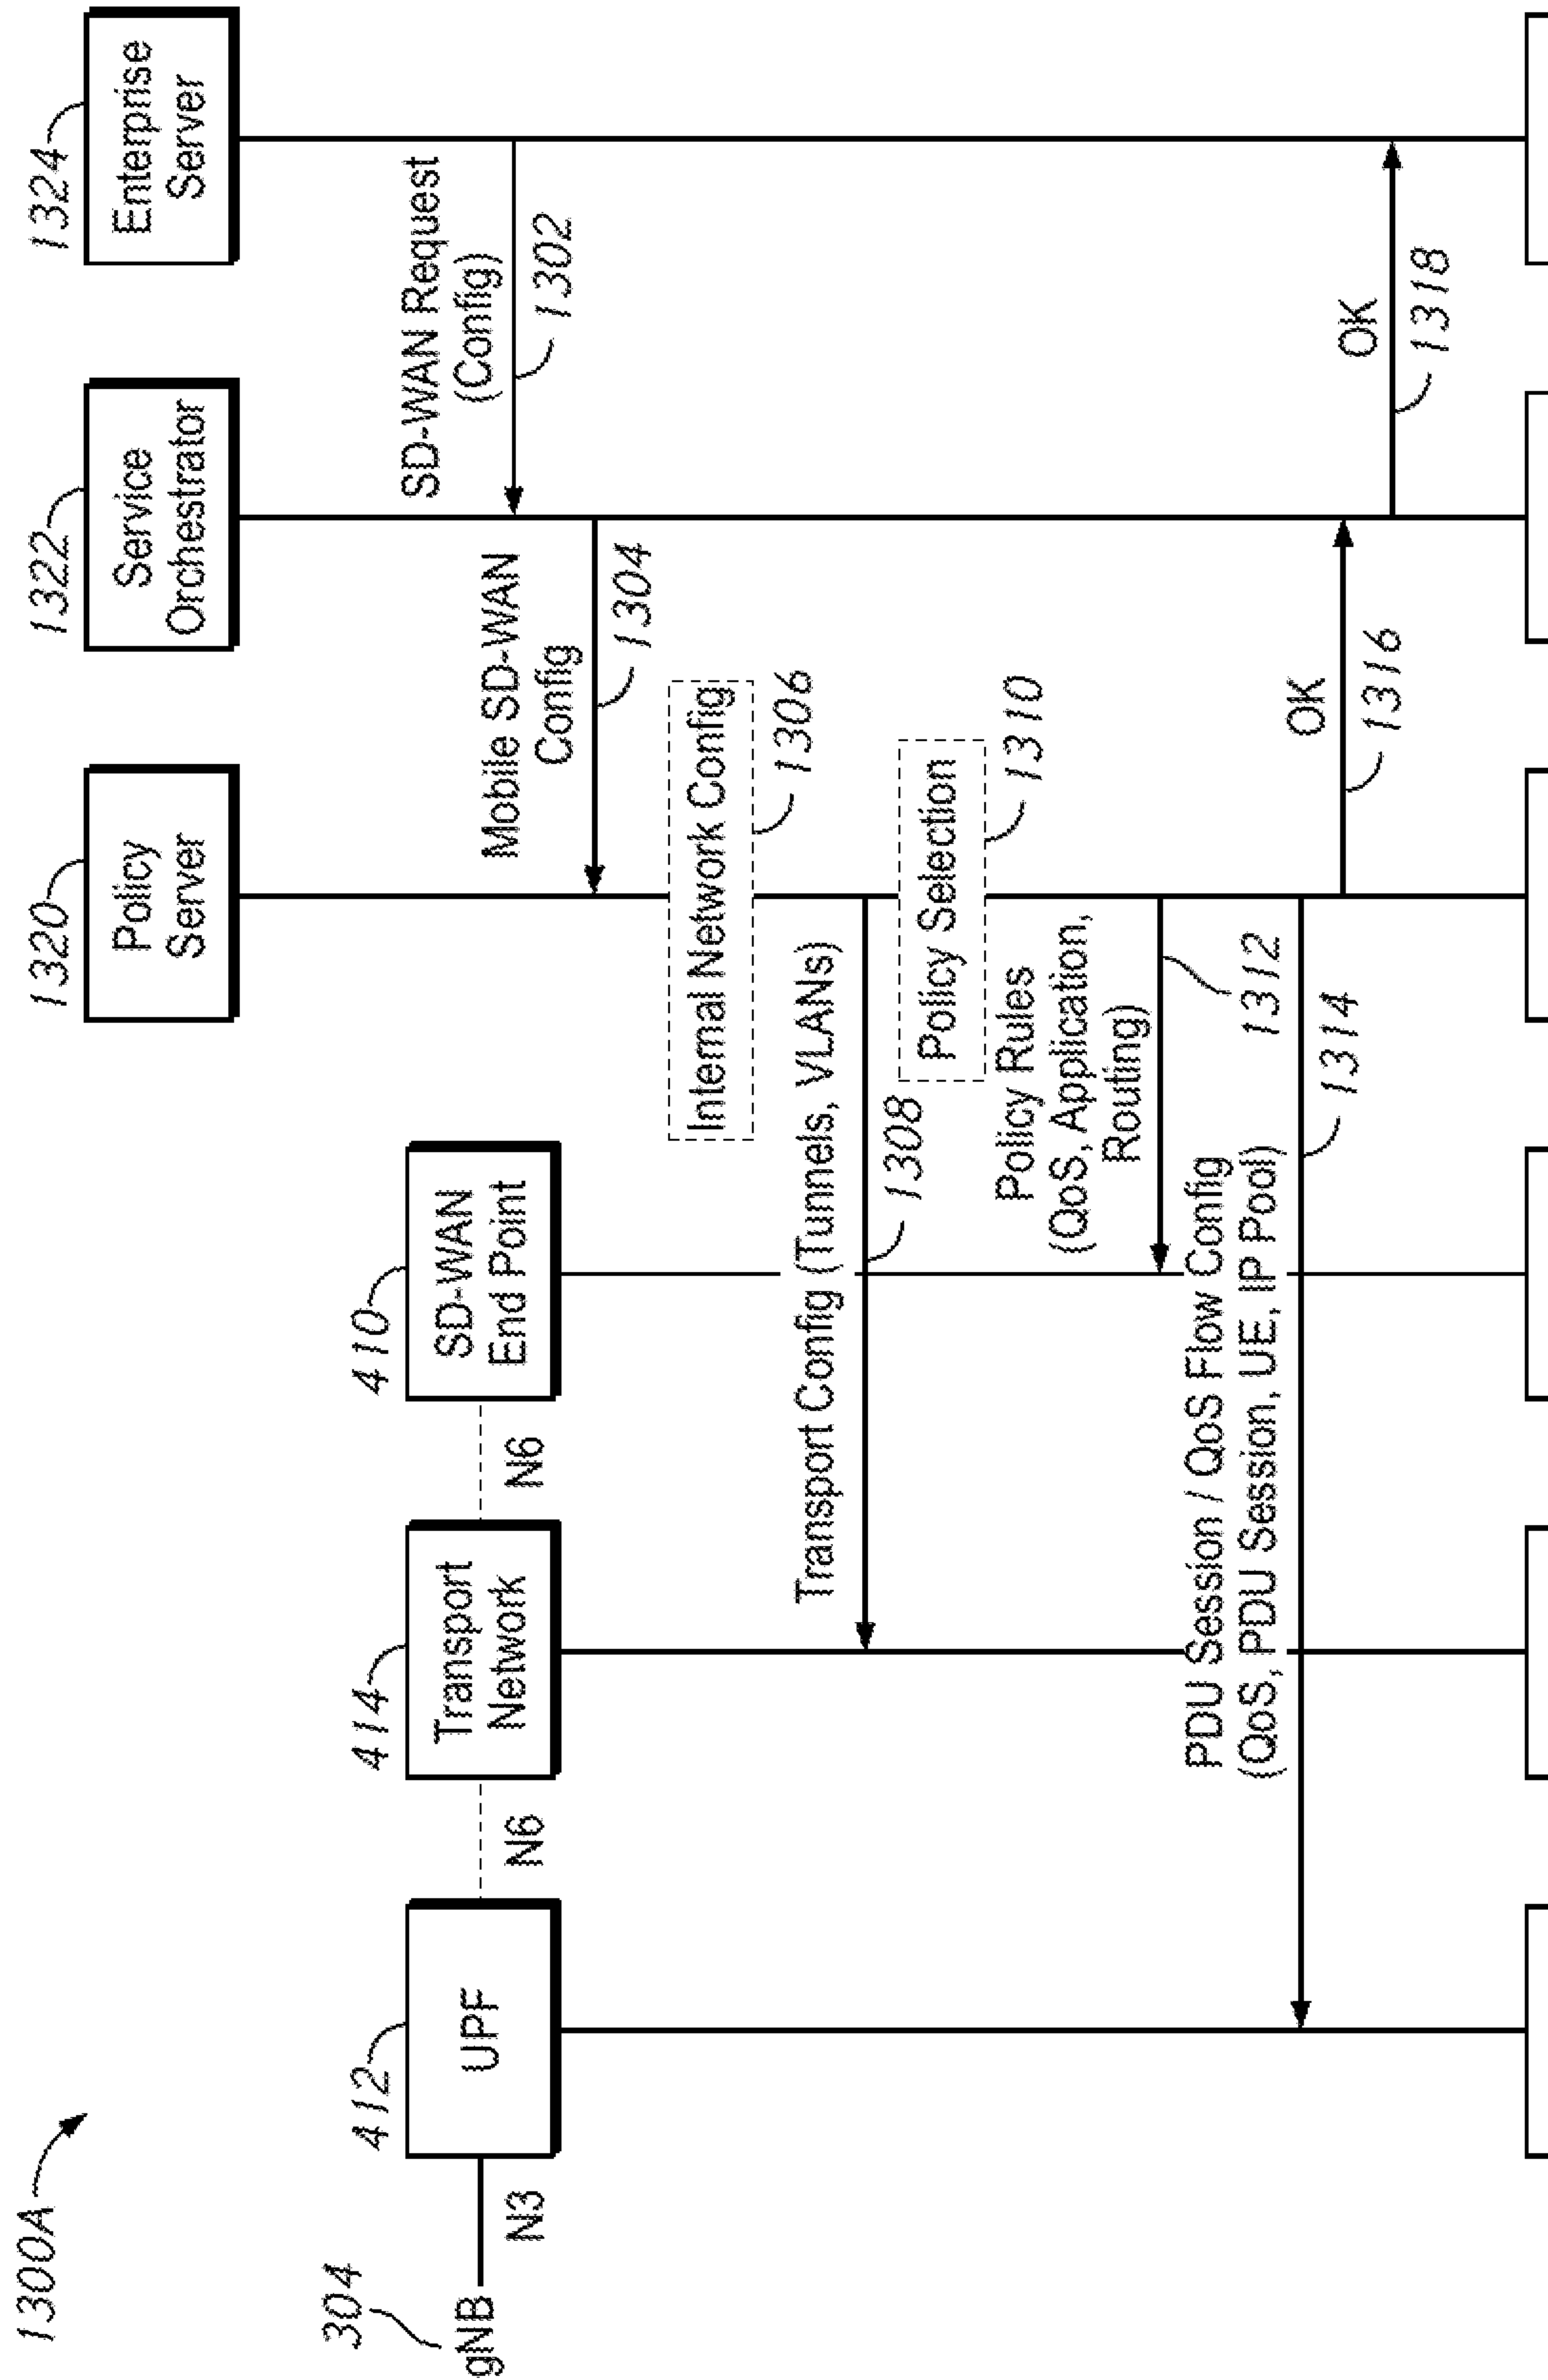 1300A
1320
Policy
Server
1322
Service
Orchestrator
1324
Enterprise
Server
304
gNB
N3
412
UPF
N6
414
Transport
Network
N6
410
SD-WAN
End Point
SD-WAN Request
(Config)
1302
Mobile SD-WAN
Config
1304
Internal Network Config
1306
Transport Config (Tunnels, VLANs)
1308
Policy Selection
1310
Policy Rules
(QoS, Application,
Routing)
1312
PDU Session / QoS Flow Config
(QoS, PDU Session, UE, IP Pool)
1314
OK
1316
OK
1318